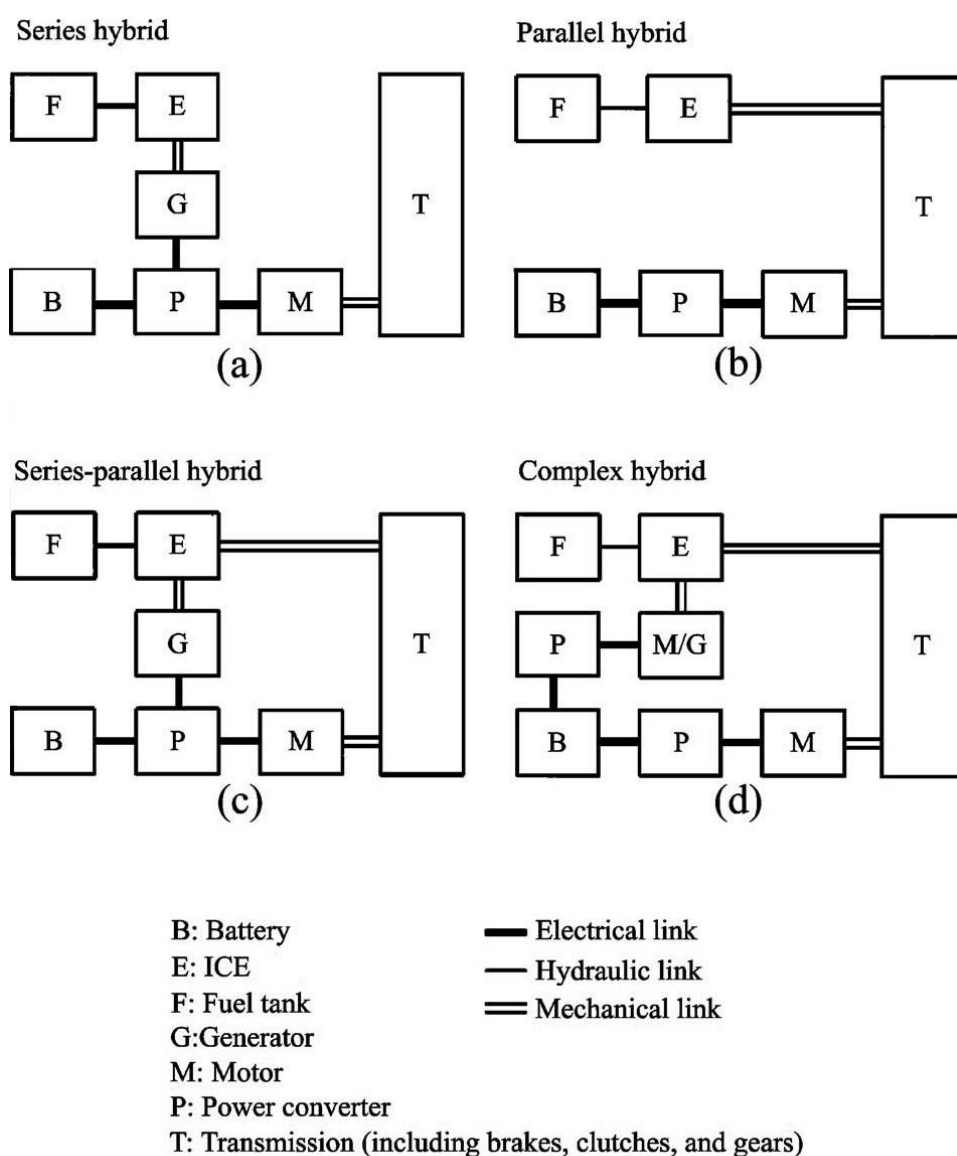 Series hybrid
F
E
T
G
B
P
M
(a)
Parallel hybrid
F
E
T
B
P
M
(b)
Series-parallel hybrid
F
E
T
G
B
P
M
(c)
Complex hybrid
F
E
T
P
M/G
B
P
M
(d)
B: Battery
E: ICE
F: Fuel tank
G:Generator
M: Motor
P: Power converter
T: Transmission (including brakes, clutches, and gears)
Electrical link
Hydraulic link
Mechanical link